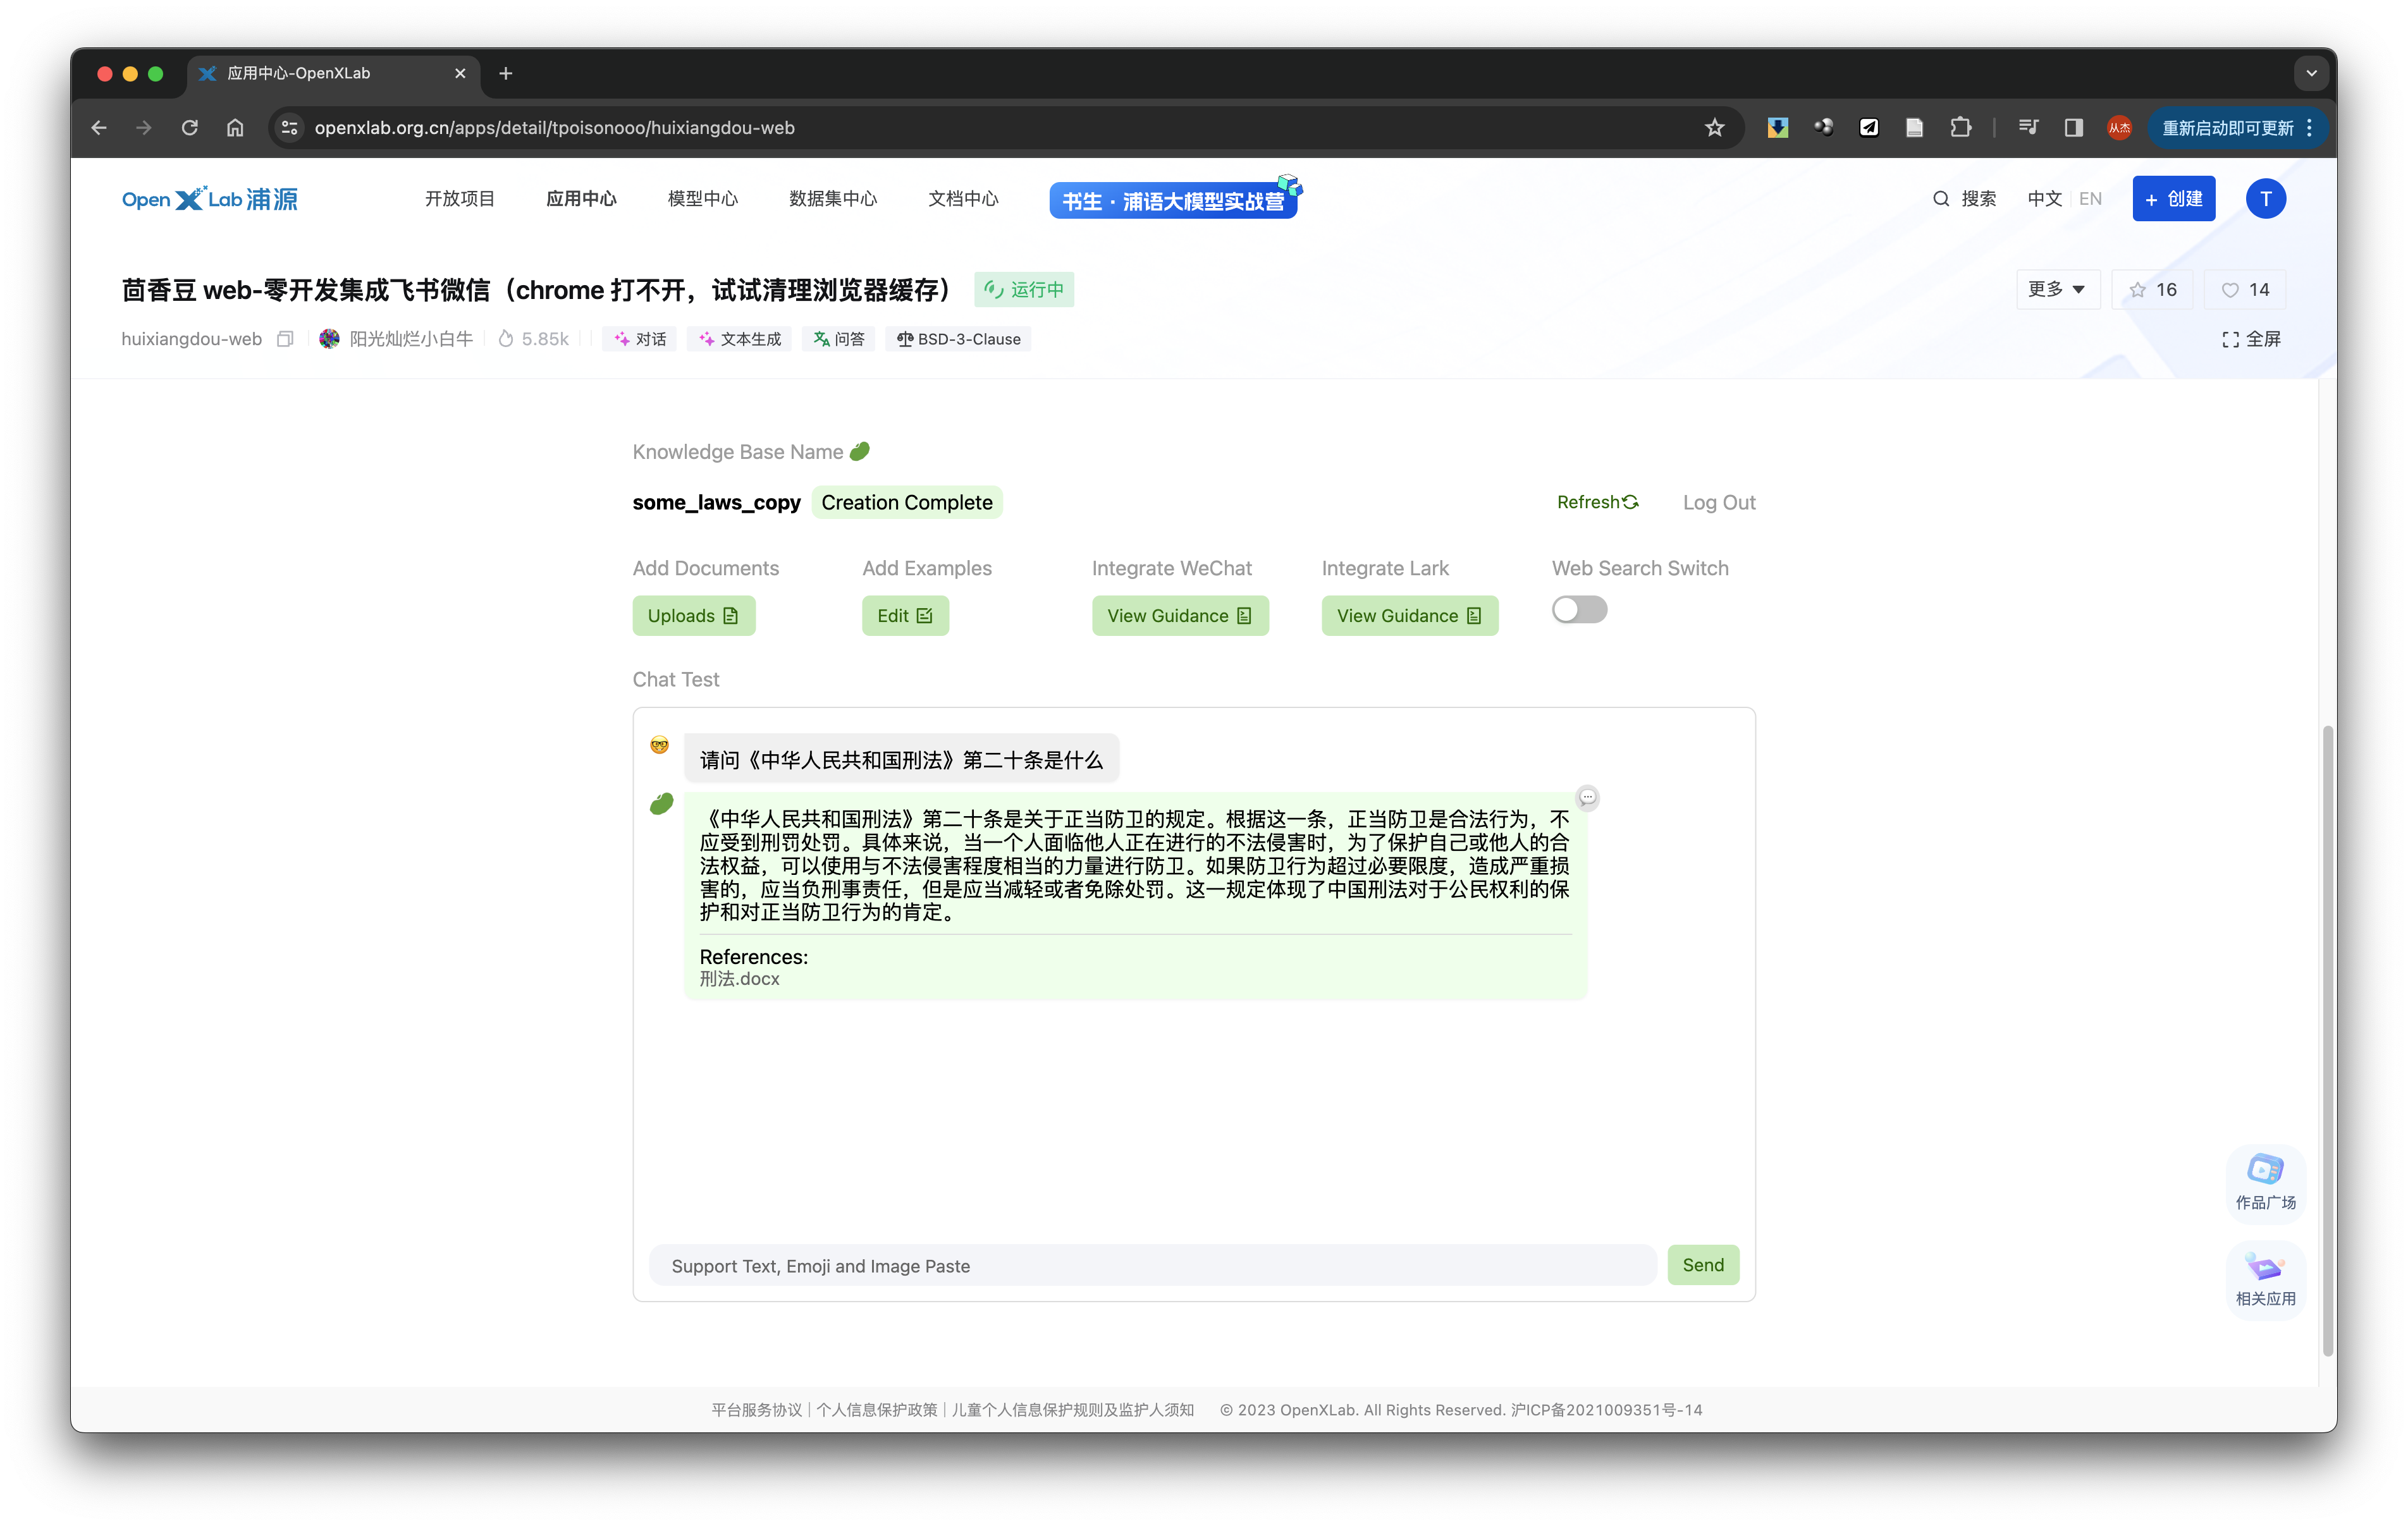 应用中心-OpenXLab
openxlab.org.cn/apps/detail/tpoisonooo/huixiangdou-web
从杰
重新启动即可更新
OpenXLab浦源
开放项目
应用中心
模型中心
数据集中心
文档中心
书生·浦语大模型实战营
搜索
中文
EN
+ 创建
T
茴香豆 web-零开发集成飞书微信（chrome 打不开，试试清理浏览器缓存）
运行中
更多
16
14
huixiangdou-web
阳光灿烂小白牛
5.85k
对话
文本生成
问答
BSD-3-Clause
全屏
Knowledge Base Name
some_laws_copy
Creation Complete
Refresh
Log Out
Add Documents
Add Examples
Integrate WeChat
Integrate Lark
Web Search Switch
Uploads
Edit
View Guidance
View Guidance
Chat Test
请问《中华人民共和国刑法》第二十条是什么
《中华人民共和国刑法》第二十条是关于正当防卫的规定。根据这一条，正当防卫是合法行为，不
应受到刑罚处罚。具体来说，当一个人面临他人正在进行的不法侵害时，为了保护自己或他人的合
法权益，可以使用与不法侵害程度相当的力量进行防卫。如果防卫行为超过必要限度，造成严重损
害的，应当负刑事责任，但是应当减轻或者免除处罚。这一规定体现了中国刑法对于公民权利的保
护和对正当防卫行为的肯定。
References:
刑法.docx
Support Text, Emoji and Image Paste
Send
作品广场
相关应用
平台服务协议 | 个人信息保护政策 | 儿童个人信息保护规则及监护人须知
© 2023 OpenXLab. All Rights Reserved. 沪ICP备2021009351号-14